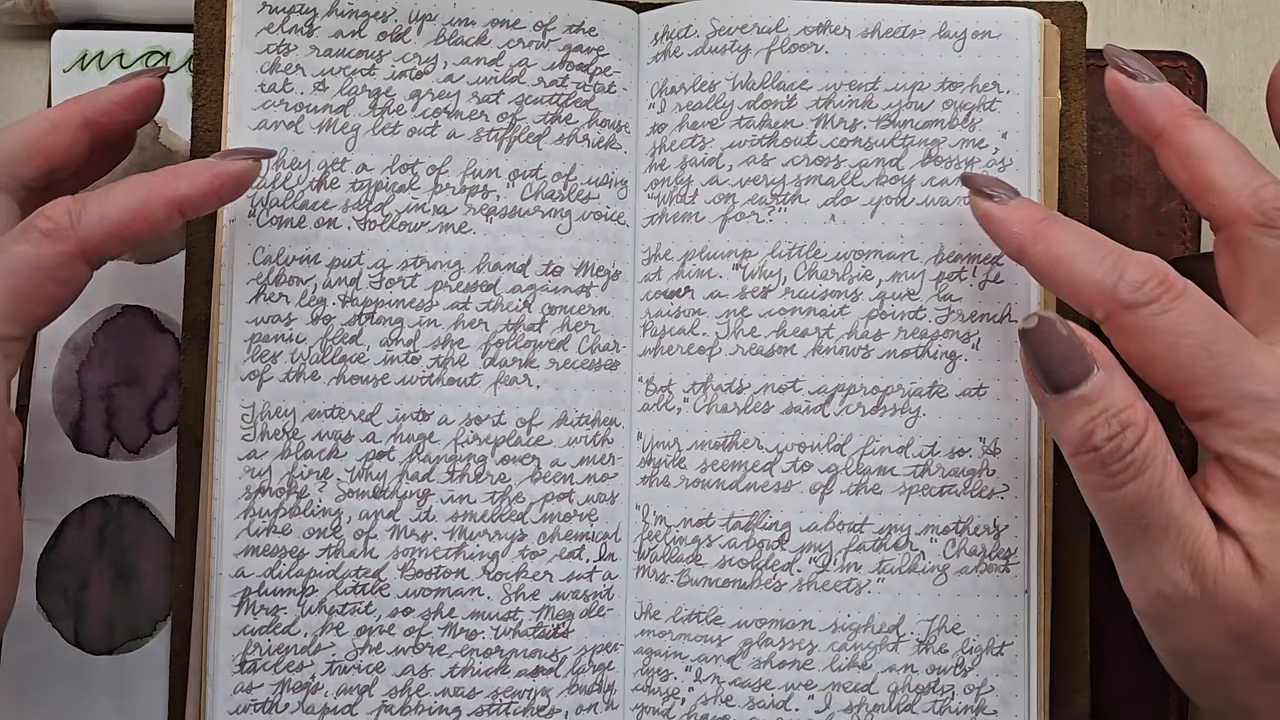 ma
rusty hinges. Up in one of the
elms an old black crow gave
its raucous cry, and a woodpe-
cker went into a wild rat-a-tat-
tat. A large grey rat scuttled
around the corner of the house
and Meg let out a stiffled shriek.
They get a lot of fun out of using
all the typical props," Charles
Wallace said in a reassuring voice.
"Come on. Follow me.
Calvin put a strong hand to Meg's
elbow, and Fort pressed against
her leg. Happiness at their concern
was so strong in her that her
panic fled, and she followed Char-
les Wallace into the dark recesses
of the house without fear.
They entered into a sort of kitchen.
There was a huge fireplace with
a black pot hanging over a mer-
ry fire. Why had there been no
smoke? Something in the pot was
bubbling, and it smelled more
like one of Mrs. Murrys chemical
messes than something to eat. In
a dilapidated Boston rocker sat a
plump little woman. She wasn't
Mrs. Whatsit, so she must, Meg de-
cided, be one of Mrs. Whatsit's
friends. She wore enormous spec-
tacles, twice as thick and large
as Meg's, and she was sewing busily,
with rapid jabbing stitches, on a
sheet. Several other sheets lay on
the dusty floor.
Charles Wallace went up to her.
"I really don't think you ought
to have taken Mrs. Buncombes
sheets without consulting me,"
he said, as cross and bossy as
only a very small boy can
"What on earth do you want
them for?"
The plump little woman beamed
at him. "Why, Charlsie, my pet! Le
coeur a ses raisons que la
raison ne connait point. French.
Pascal. The heart has reasons,
whereof reason knows nothing."
"But that's not appropriate at
all," Charles said crossly.
"Your mother would find it so." A
smile seemed to gleam through
the roundness of the spectacles.
"I'm not talking about my mother's
feelings about my father," Charles
Wallace scolded. "I'm talking about
Mrs. Buncombe's sheets."
The little woman sighed. The
enormous glasses caught the light
again and shone like an owl's
eyes. "In case we need ghosts, of
course," she said. "I should think
you'd have